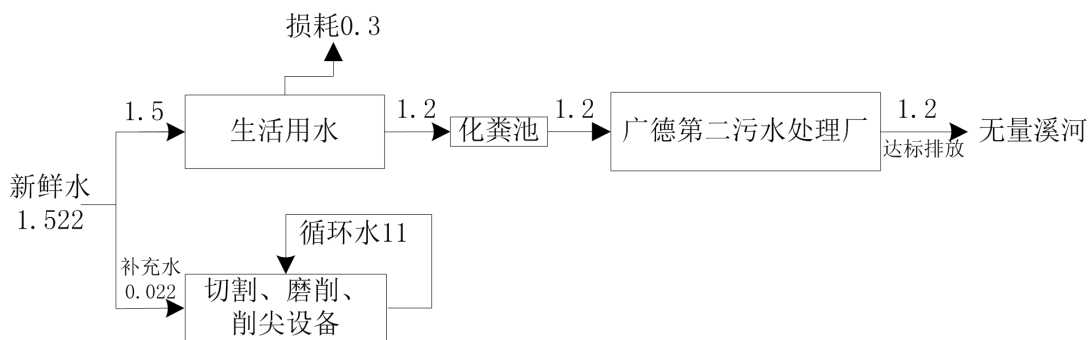 损耗0.3
1.5
生活用水
1.2
化粪池
1.2
广德第二污水处理厂
1.2
达标排放
无量溪河
新鲜水
1.522
循环水11
补充水
0.022
切割、磨削、
削尖设备